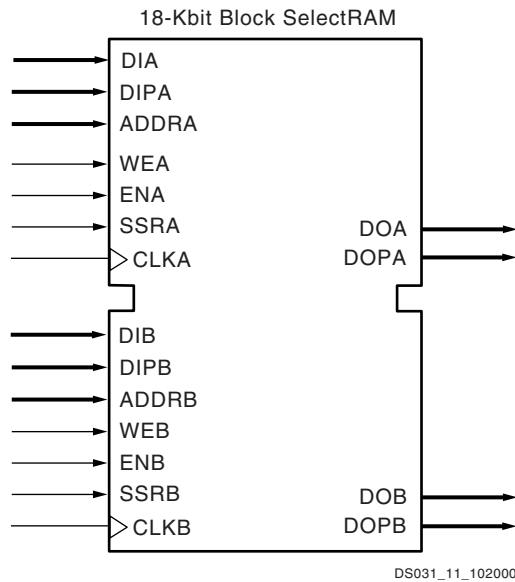 18-Kbit Block SelectRAM
DIA
DIPA
ADDRA
WEA
ENA
SSRA
CLKA
DOA
DOPA
DIB
DIPB
ADDRB
WEB
ENB
SSRB
CLKB
DOB
DOPB
DS031_11_102000